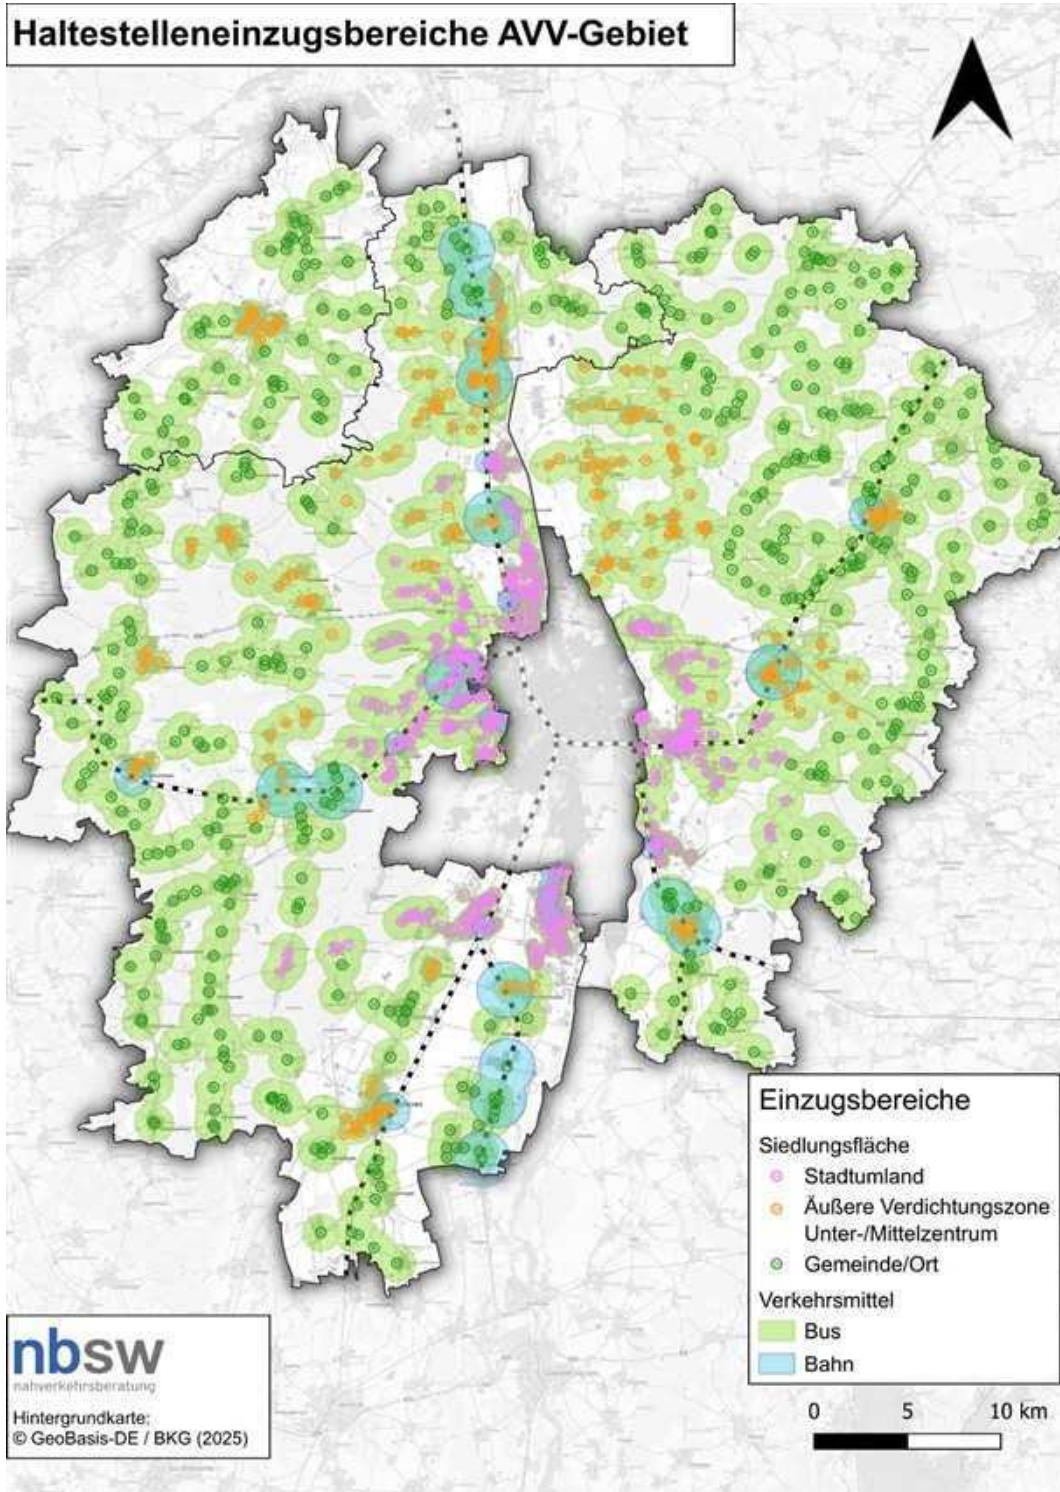 Haltestelleneinzugsbereiche AVV-Gebiet
Einzugsbereiche
Siedlungsfläche
Stadtumland
Äußere Verdichtungszone
Unter-/Mittelzentrum
Gemeinde/Ort
Verkehrsmittel
Bus
Bahn
nbsw
nahverkehrsberatung
Hintergrundkarte:
© GeoBasis-DE / BKG (2025)
0 5 10 km